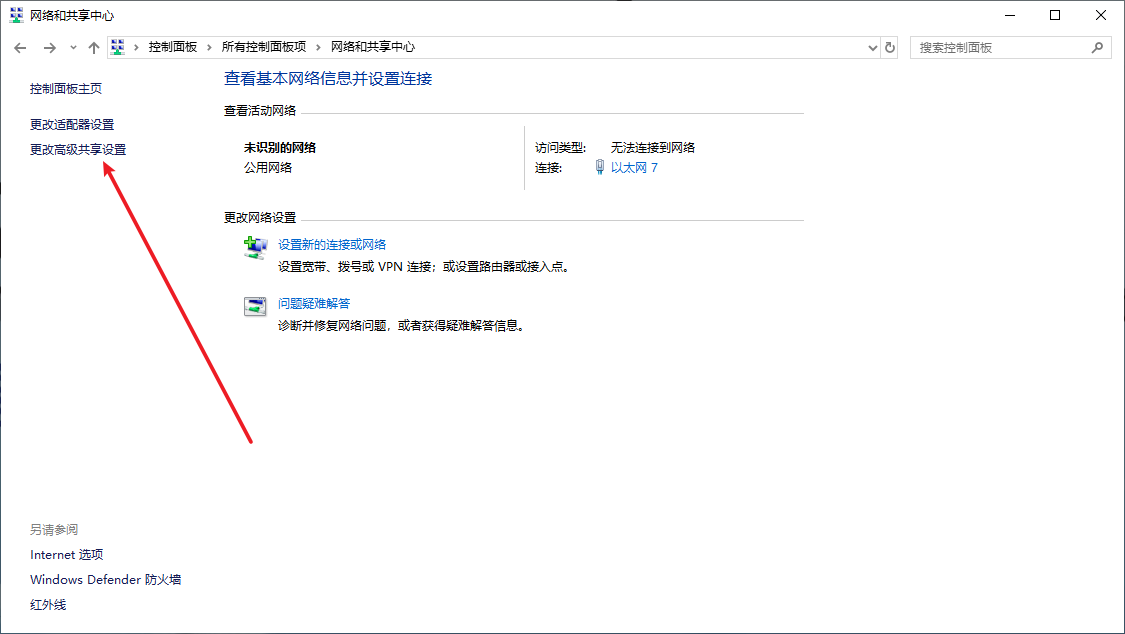 网络和共享中心
控制面板 › 所有控制面板项 › 网络和共享中心
搜索控制面板
控制面板主页
更改适配器设置
更改高级共享设置
查看基本网络信息并设置连接
查看活动网络
未识别的网络
公用网络
访问类型: 无法连接到网络
连接: 以太网 7
更改网络设置
设置新的连接或网络
设置宽带、拨号或 VPN 连接；或设置路由器或接入点。
问题疑难解答
诊断并修复网络问题，或者获得疑难解答信息。
另请参阅
Internet 选项
Windows Defender 防火墙
红外线